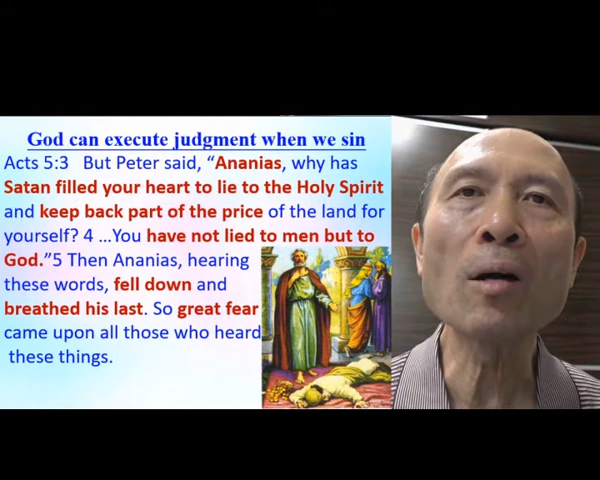 God can execute judgment when we sin
Acts 5:3 But Peter said, “Ananias, why has
Satan filled your heart to lie to the Holy Spirit
and keep back part of the price of the land for
yourself? 4 …You have not lied to men but to
God.”5 Then Ananias, hearing
these words, fell down and
breathed his last. So great fear
came upon all those who heard
these things.